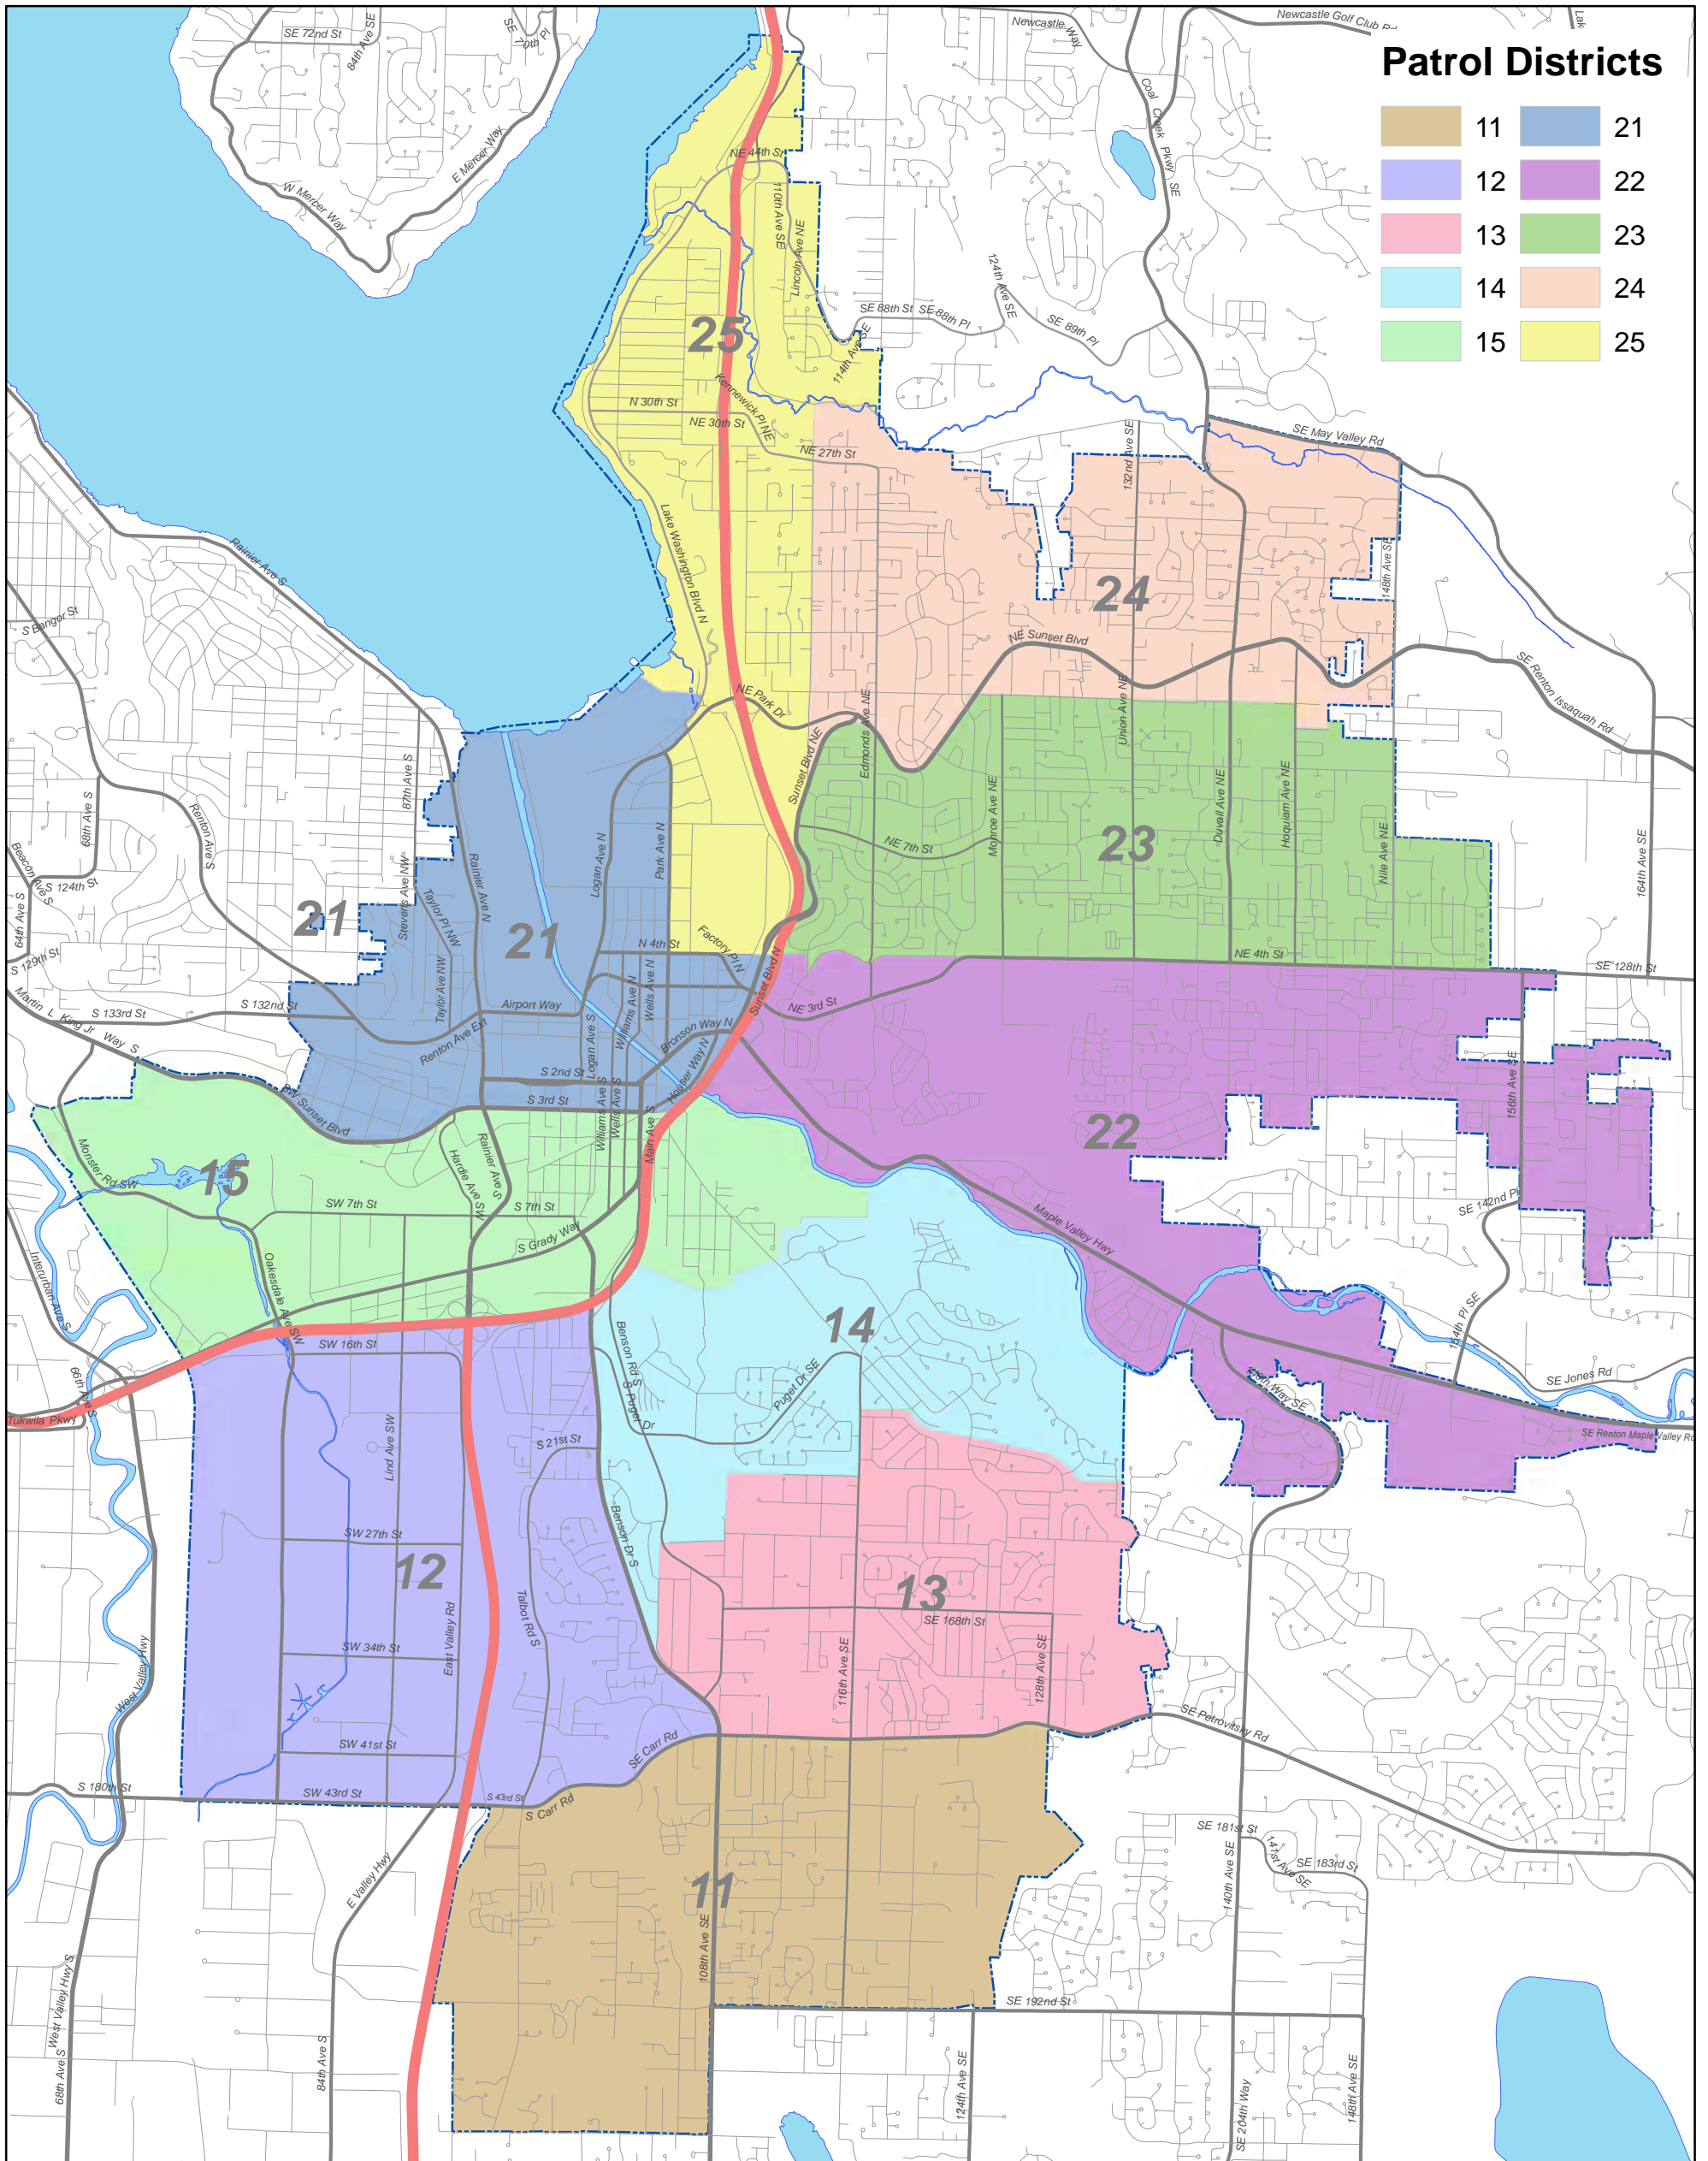 Patrol Districts
11 21
12 22
13 23
14 24
15 25
SE 72nd St
84th Ave SE
SE 70th Pl
Newcastle Way
Newcastle Golf Club Rd
Lak
Coal Creek Pkwy SE
E Mercer Way
W Mercer Way
NE 44th St
110th Ave SE
Lincoln Ave NE
124th Ave SE
SE 88th St
SE 88th Pl
SE 89th Pl
114th Ave SE
25
Kennewick Pl NE
N 30th St
NE 30th St
NE 27th St
132nd Ave SE
SE May Valley Rd
Lake Washington Blvd N
Rainier Ave S
148th Ave SE
24
S Bangor St
NE Sunset Blvd
SE Renton Issaquah Rd
NE Park Dr
Union Ave NE
Edmonds Ave NE
Sunset Blvd NE
87th Ave S
68th Ave S
Renton Ave S
Beacon Ave S
S 124th St
64th Ave S
S 129th St
Stevens Ave NW
Taylor Pl NW
Rainier Ave N
Logan Ave N
Park Ave N
NE 7th St
Monroe Ave NE
23
Duvall Ave NE
Hoquiam Ave NE
Nile Ave NE
164th Ave SE
21
21
N 4th St
Factory Pl N
NE 4th St
SE 128th St
Sunset Blvd N
Martin L King Jr Way S
S 133rd St
S 132nd St
Taylor Ave NW
Airport Way
Renton Ave Ext
Williams Ave N
Wells Ave N
NE 3rd St
Bronson Way N
Logan Ave S
Houser Way N
S 2nd St
S 3rd St
SW Sunset Blvd
Williams Ave S
Wells Ave S
Main Ave S
156th Ave SE
22
15
Monster Rd SW
Hardie Ave SW
Rainier Ave S
SW 7th St
S 7th St
S Grady Way
SE 142nd Pl
Maple Valley Hwy
Interurban Ave S
Oakesdale Ave SW
14
154th Pl SE
SW 16th St
Benson Rd S
S Puget Dr
Puget Dr SE
SE Jones Rd
66th Ave S
Tukwila Pkwy
SE Renton Maple Valley Rd
Lind Ave SW
S 21st St
Benson Dr S
SW 27th St
12
13
Talbot Rd S
SE 168th St
East Valley Rd
SW 34th St
West Valley Hwy
116th Ave SE
128th Ave SE
SE Petrovitsky Rd
SW 41st St
SE Carr Rd
S 180th St
SW 43rd St
S 43rd St
S Carr Rd
SE 181st St
141st Ave SE
SE 183rd St
140th Ave SE
E Valley Hwy
11
108th Ave SE
SE 192nd St
West Valley Hwy S
68th Ave S
84th Ave S
124th Ave SE
SE 204th Way
148th Ave SE